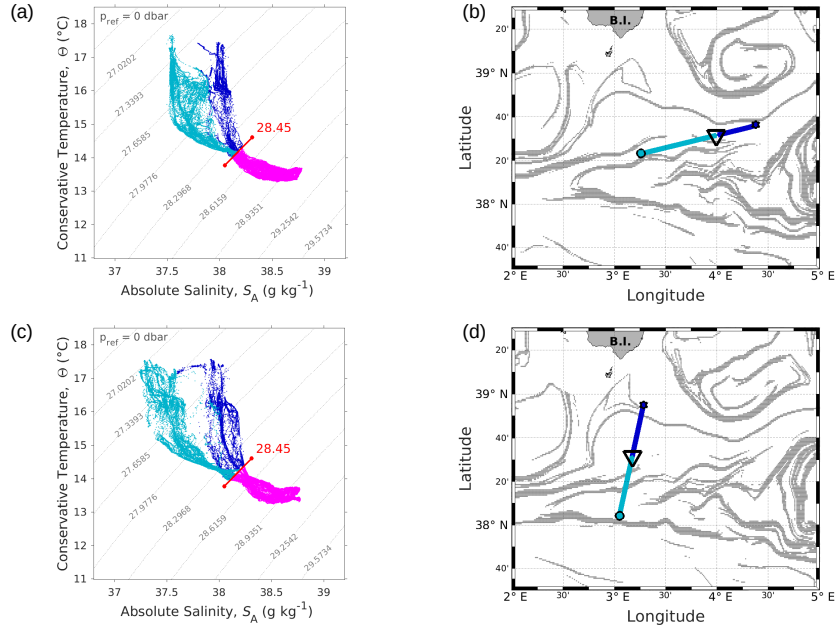 (a)
p_ref = 0 dbar
Conservative Temperature, Θ (°C)
18
17
16
15
14
13
12
11
27.0202
27.3393
27.6585
27.9776
28.2968
28.6159
28.9351
29.2542
29.5734
28.45
37
37.5
38
38.5
39
Absolute Salinity, S_A (g kg^-1)
(b)
B.I.
Latitude
20'
39° N
40'
20'
38° N
40'
2° E
30'
3° E
30'
4° E
30'
5° E
Longitude
(c)
p_ref = 0 dbar
Conservative Temperature, Θ (°C)
18
17
16
15
14
13
12
11
27.0202
27.3393
27.6585
27.9776
28.2968
28.6159
28.9351
29.2542
29.5734
28.45
37
37.5
38
38.5
39
Absolute Salinity, S_A (g kg^-1)
(d)
B.I.
Latitude
20'
39° N
40'
20'
38° N
40'
2° E
30'
3° E
30'
4° E
30'
5° E
Longitude